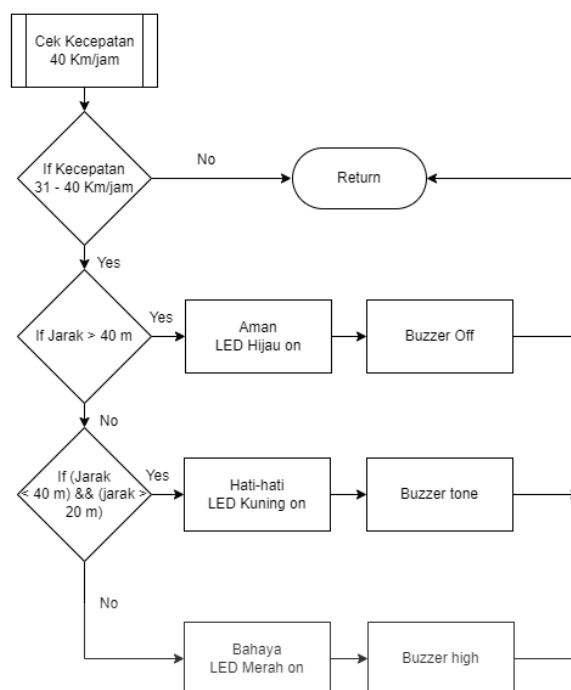 Cek Kecepatan
40 Km/jam
If Kecepatan
31 - 40 Km/jam
No
Return
Yes
If Jarak > 40 m
Yes
Aman
LED Hijau on
Buzzer Off
No
If (Jarak
< 40 m) && (jarak >
20 m)
Yes
Hati-hati
LED Kuning on
Buzzer tone
No
Bahaya
LED Merah on
Buzzer high